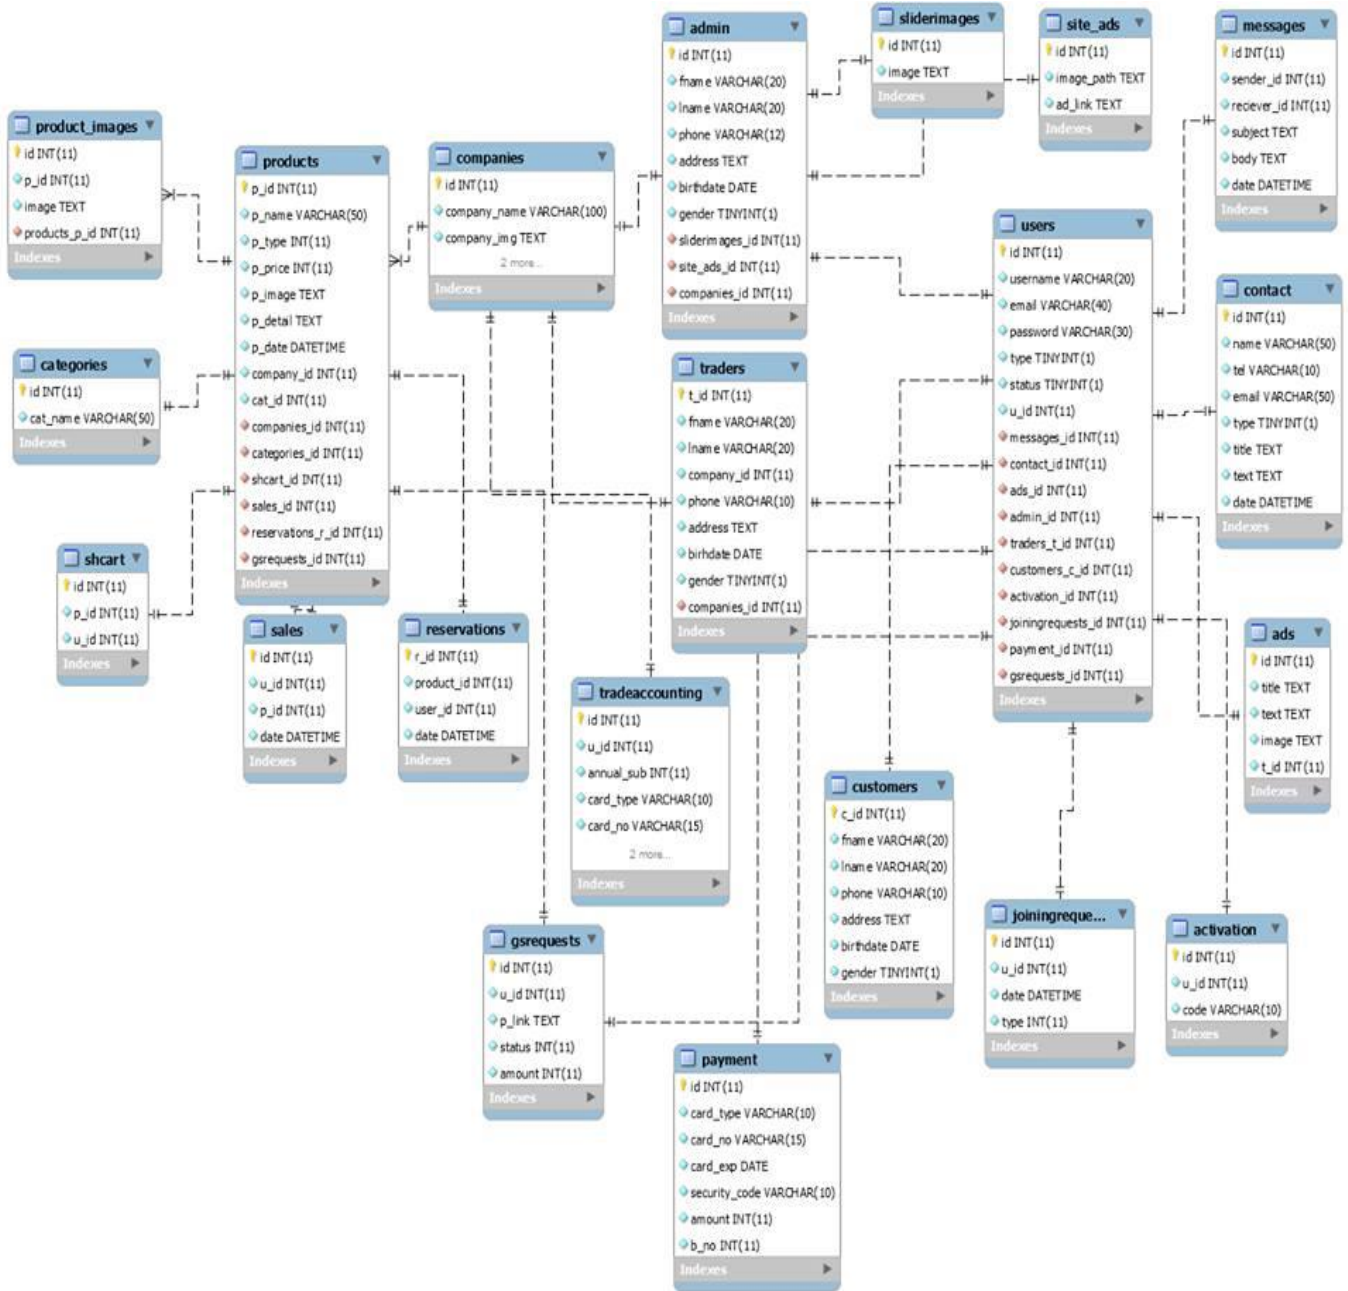 admin
id INT(11)
fname VARCHAR(20)
lname VARCHAR(20)
phone VARCHAR(12)
address TEXT
birthdate DATE
gender TINYINT(1)
sliderimages_id INT(11)
site_ads_id INT(11)
companies_id INT(11)
Indexes
sliderimages
id INT(11)
image TEXT
Indexes
site_ads
id INT(11)
image_path TEXT
ad_link TEXT
Indexes
messages
id INT(11)
sender_id INT(11)
reciever_id INT(11)
subject TEXT
body TEXT
date DATETIME
Indexes
product_images
id INT(11)
p_id INT(11)
image TEXT
products_p_id INT(11)
Indexes
products
p_id INT(11)
p_name VARCHAR(50)
p_type INT(11)
p_price INT(11)
p_image TEXT
p_detail TEXT
p_date DATETIME
company_id INT(11)
cat_id INT(11)
companies_id INT(11)
categories_id INT(11)
shcart_id INT(11)
sales_id INT(11)
reservations_r_id INT(11)
gsrequests_id INT(11)
Indexes
companies
id INT(11)
company_name VARCHAR(100)
company_img TEXT
2 more...
Indexes
users
id INT(11)
username VARCHAR(20)
email VARCHAR(40)
password VARCHAR(30)
type TINYINT(1)
status TINYINT(1)
u_id INT(11)
messages_id INT(11)
contact_id INT(11)
ads_id INT(11)
admin_id INT(11)
traders_t_id INT(11)
customers_c_id INT(11)
activation_id INT(11)
joiningrequests_id INT(11)
payment_id INT(11)
gsrequests_id INT(11)
Indexes
contact
id INT(11)
name VARCHAR(50)
tel VARCHAR(10)
email VARCHAR(50)
type TINYINT(1)
title TEXT
text TEXT
date DATETIME
Indexes
categories
id INT(11)
cat_name VARCHAR(50)
Indexes
traders
t_id INT(11)
fname VARCHAR(20)
lname VARCHAR(20)
company_id INT(11)
phone VARCHAR(10)
address TEXT
birhdate DATE
gender TINYINT(1)
companies_id INT(11)
Indexes
shcart
id INT(11)
p_id INT(11)
u_id INT(11)
Indexes
sales
id INT(11)
u_id INT(11)
p_id INT(11)
date DATETIME
Indexes
reservations
r_id INT(11)
product_id INT(11)
user_id INT(11)
date DATETIME
Indexes
tradeaccounting
id INT(11)
u_id INT(11)
annual_sub INT(11)
card_type VARCHAR(10)
card_no VARCHAR(15)
2 more...
Indexes
ads
id INT(11)
title TEXT
text TEXT
image TEXT
t_id INT(11)
Indexes
customers
c_id INT(11)
fname VARCHAR(20)
lname VARCHAR(20)
phone VARCHAR(10)
address TEXT
birthdate DATE
gender TINYINT(1)
Indexes
joiningreque...
id INT(11)
u_id INT(11)
date DATETIME
type INT(11)
Indexes
activation
id INT(11)
u_id INT(11)
code VARCHAR(10)
Indexes
gsrequests
id INT(11)
u_id INT(11)
p_link TEXT
status INT(11)
amount INT(11)
Indexes
payment
id INT(11)
card_type VARCHAR(10)
card_no VARCHAR(15)
card_exp DATE
security_code VARCHAR(10)
amount INT(11)
b_no INT(11)
Indexes